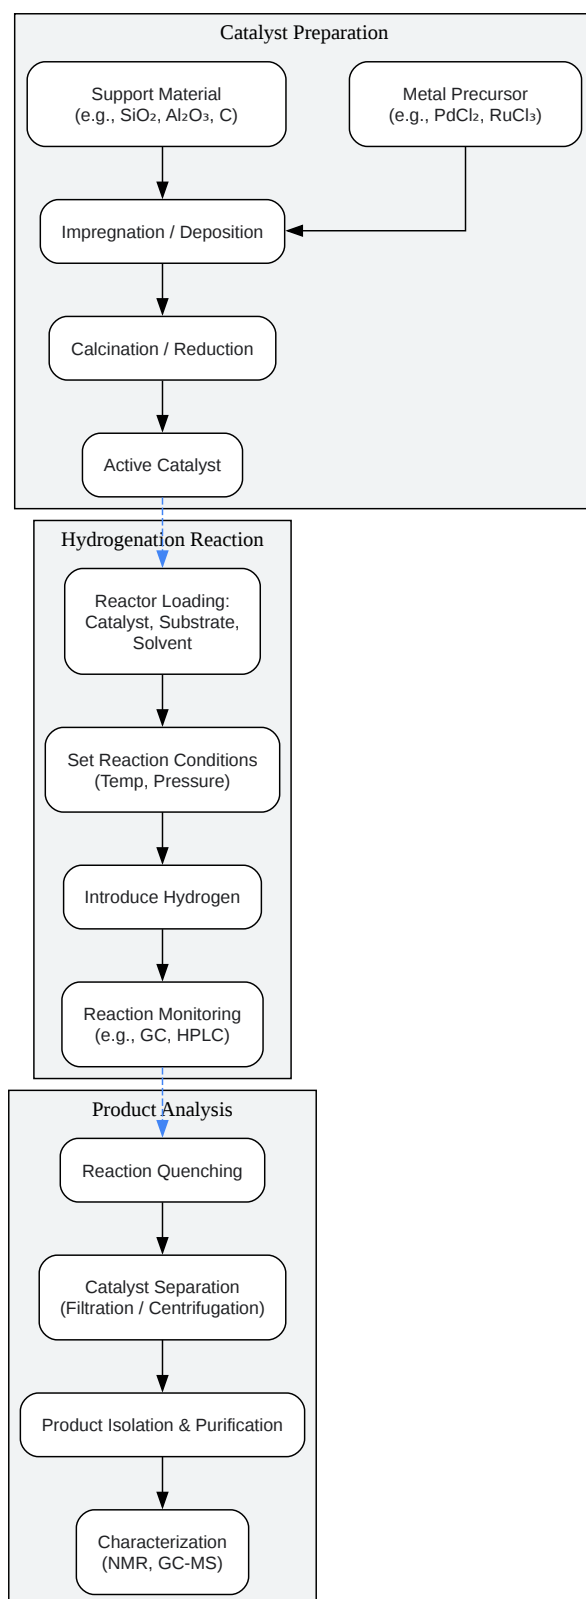 Catalyst Preparation
Support Material
(e.g., SiO₂, Al₂O₃, C)
Metal Precursor
(e.g., PdCl₂, RuCl₃)
Impregnation / Deposition
Calcination / Reduction
Active Catalyst
Hydrogenation Reaction
Reactor Loading:
Catalyst, Substrate,
Solvent
Set Reaction Conditions
(Temp, Pressure)
Introduce Hydrogen
Reaction Monitoring
(e.g., GC, HPLC)
Product Analysis
Reaction Quenching
Catalyst Separation
(Filtration / Centrifugation)
Product Isolation & Purification
Characterization
(NMR, GC-MS)